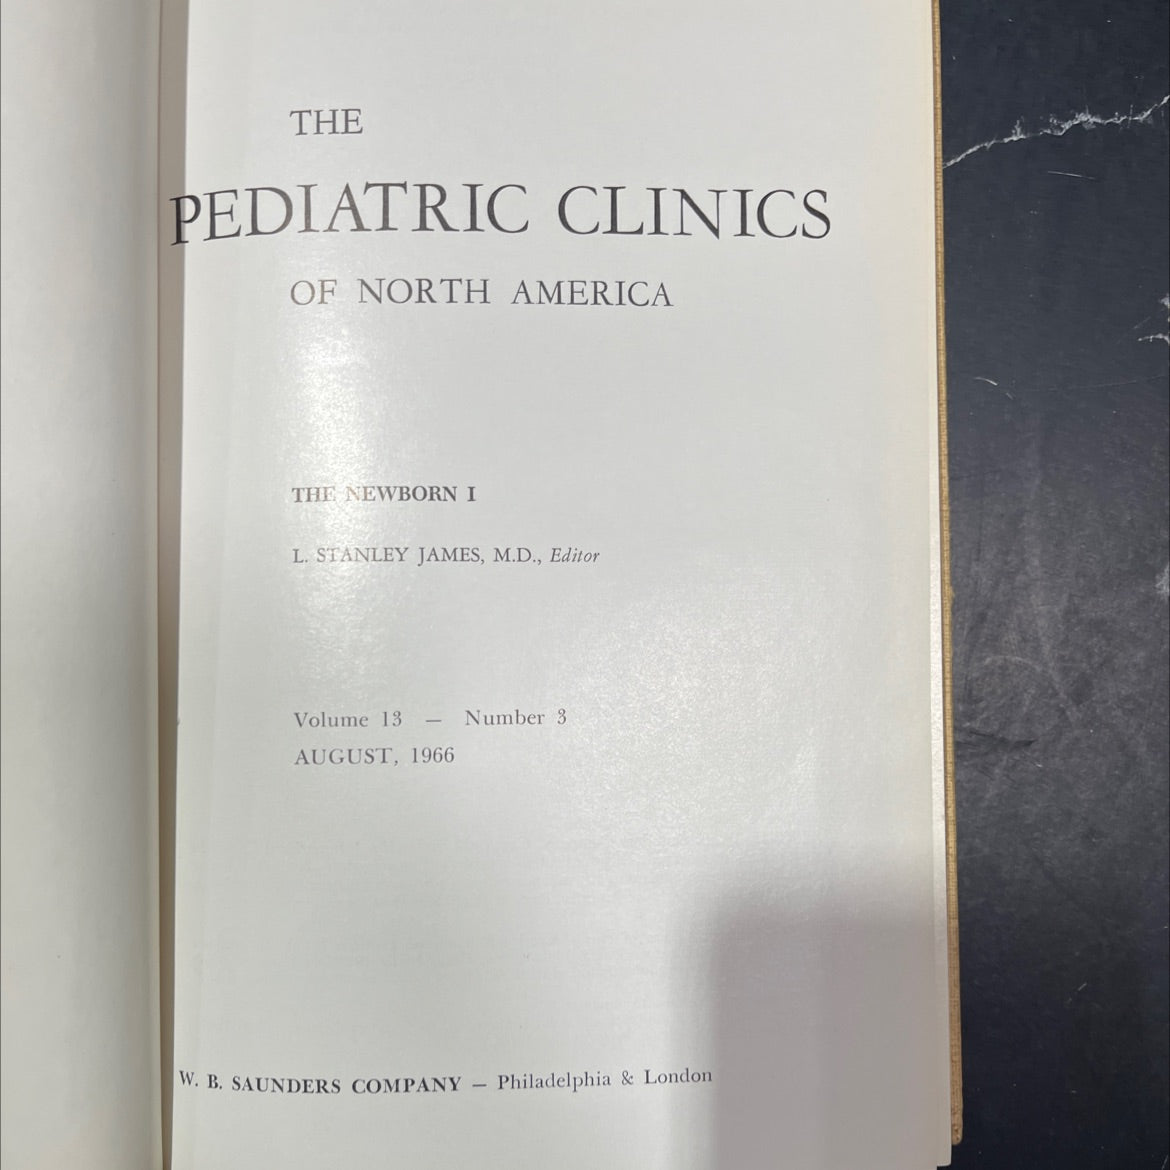 THE
PEDIATRIC CLINICS
OF NORTH AMERICA
THE NEWBORN I
L. STANLEY JAMES, M.D., Editor
Volume 13 — Number 3
AUGUST, 1966
W. B. SAUNDERS COMPANY — Philadelphia & London